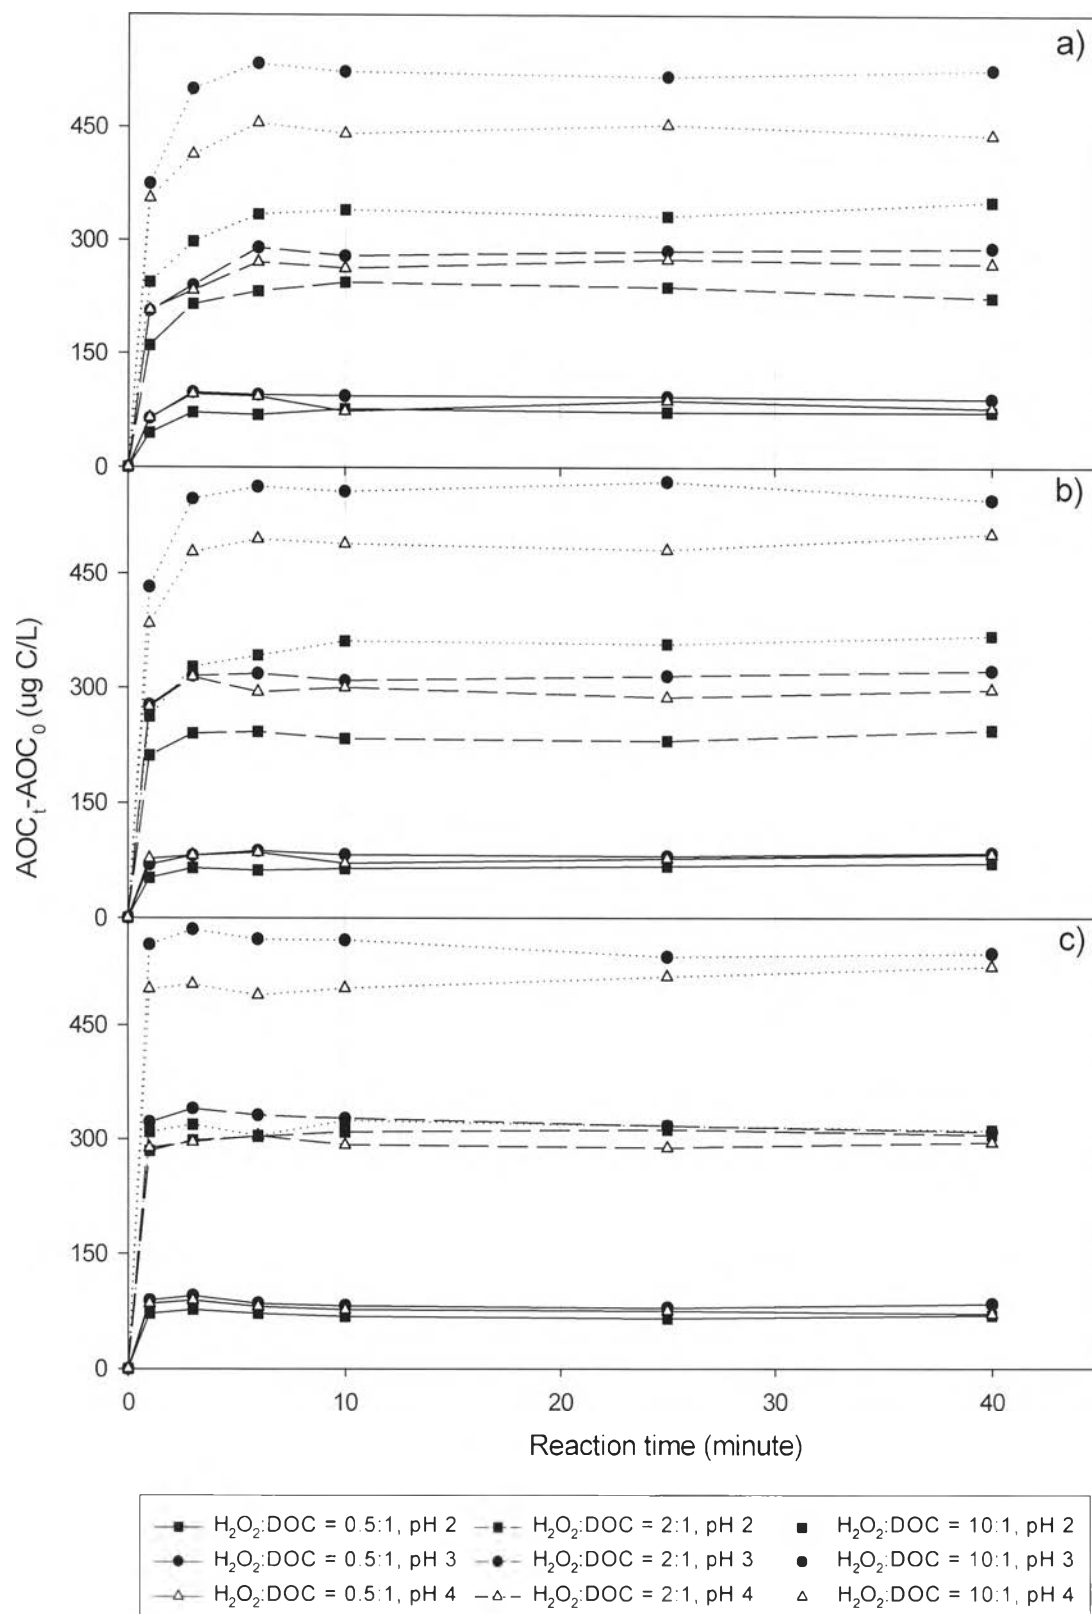 a)
450
300
150
0
b)
450
300
150
0
c)
450
300
150
0
AOCt-AOC0 (ug C/L)
0 10 20 30 40
Reaction time (minute)
H2O2:DOC = 0.5:1, pH 2 H2O2:DOC = 2:1, pH 2 H2O2:DOC = 10:1, pH 2
H2O2:DOC = 0.5:1, pH 3 H2O2:DOC = 2:1, pH 3 H2O2:DOC = 10:1, pH 3
H2O2:DOC = 0.5:1, pH 4 H2O2:DOC = 2:1, pH 4 H2O2:DOC = 10:1, pH 4